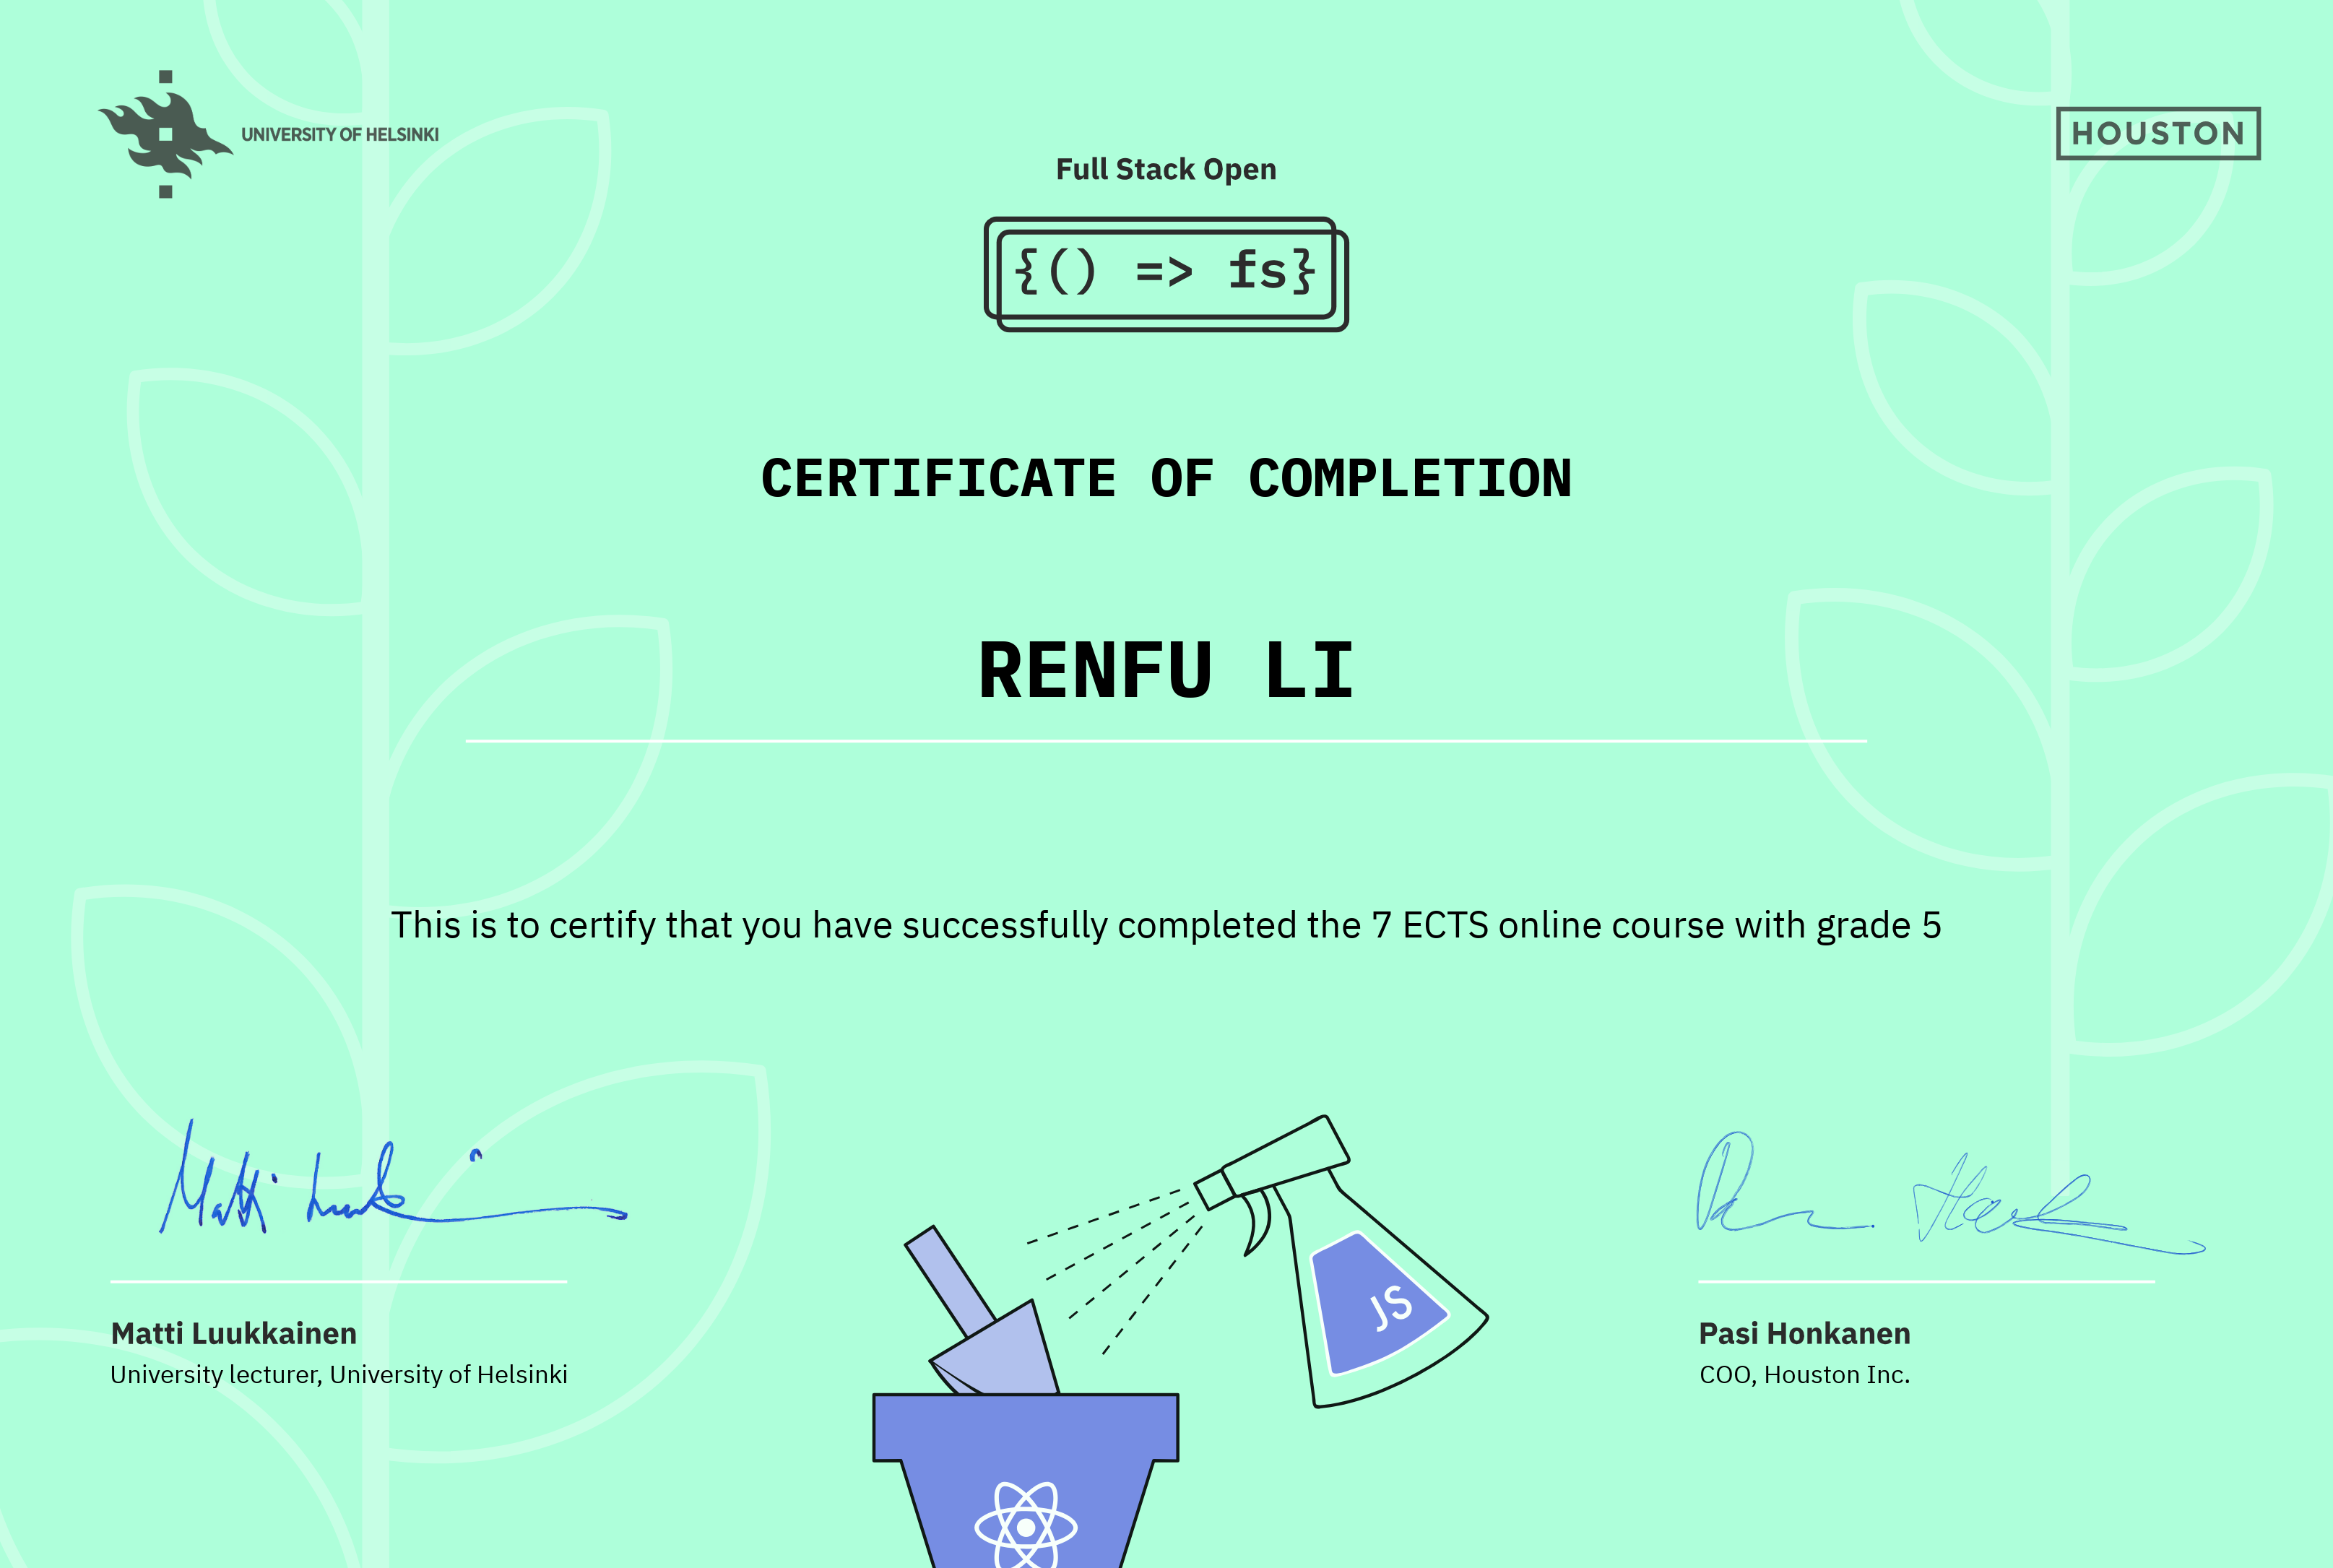 UNIVERSITY OF HELSINKI
HOUSTON
Full Stack Open
{() => fs}
CERTIFICATE OF COMPLETION
RENFU LI
This is to certify that you have successfully completed the 7 ECTS online course with grade 5
JS
Matti Luukkainen
University lecturer, University of Helsinki
Pasi Honkanen
COO, Houston Inc.